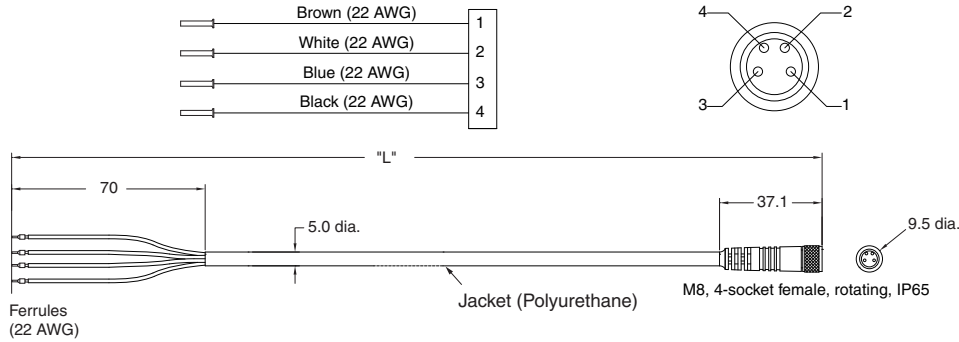 Brown (22 AWG)
1
White (22 AWG)
2
Blue (22 AWG)
3
Black (22 AWG)
4
4
2
3
1
"L"
70
37.1
5.0 dia.
9.5 dia.
Jacket (Polyurethane)
M8, 4-socket female, rotating, IP65
Ferrules
(22 AWG)